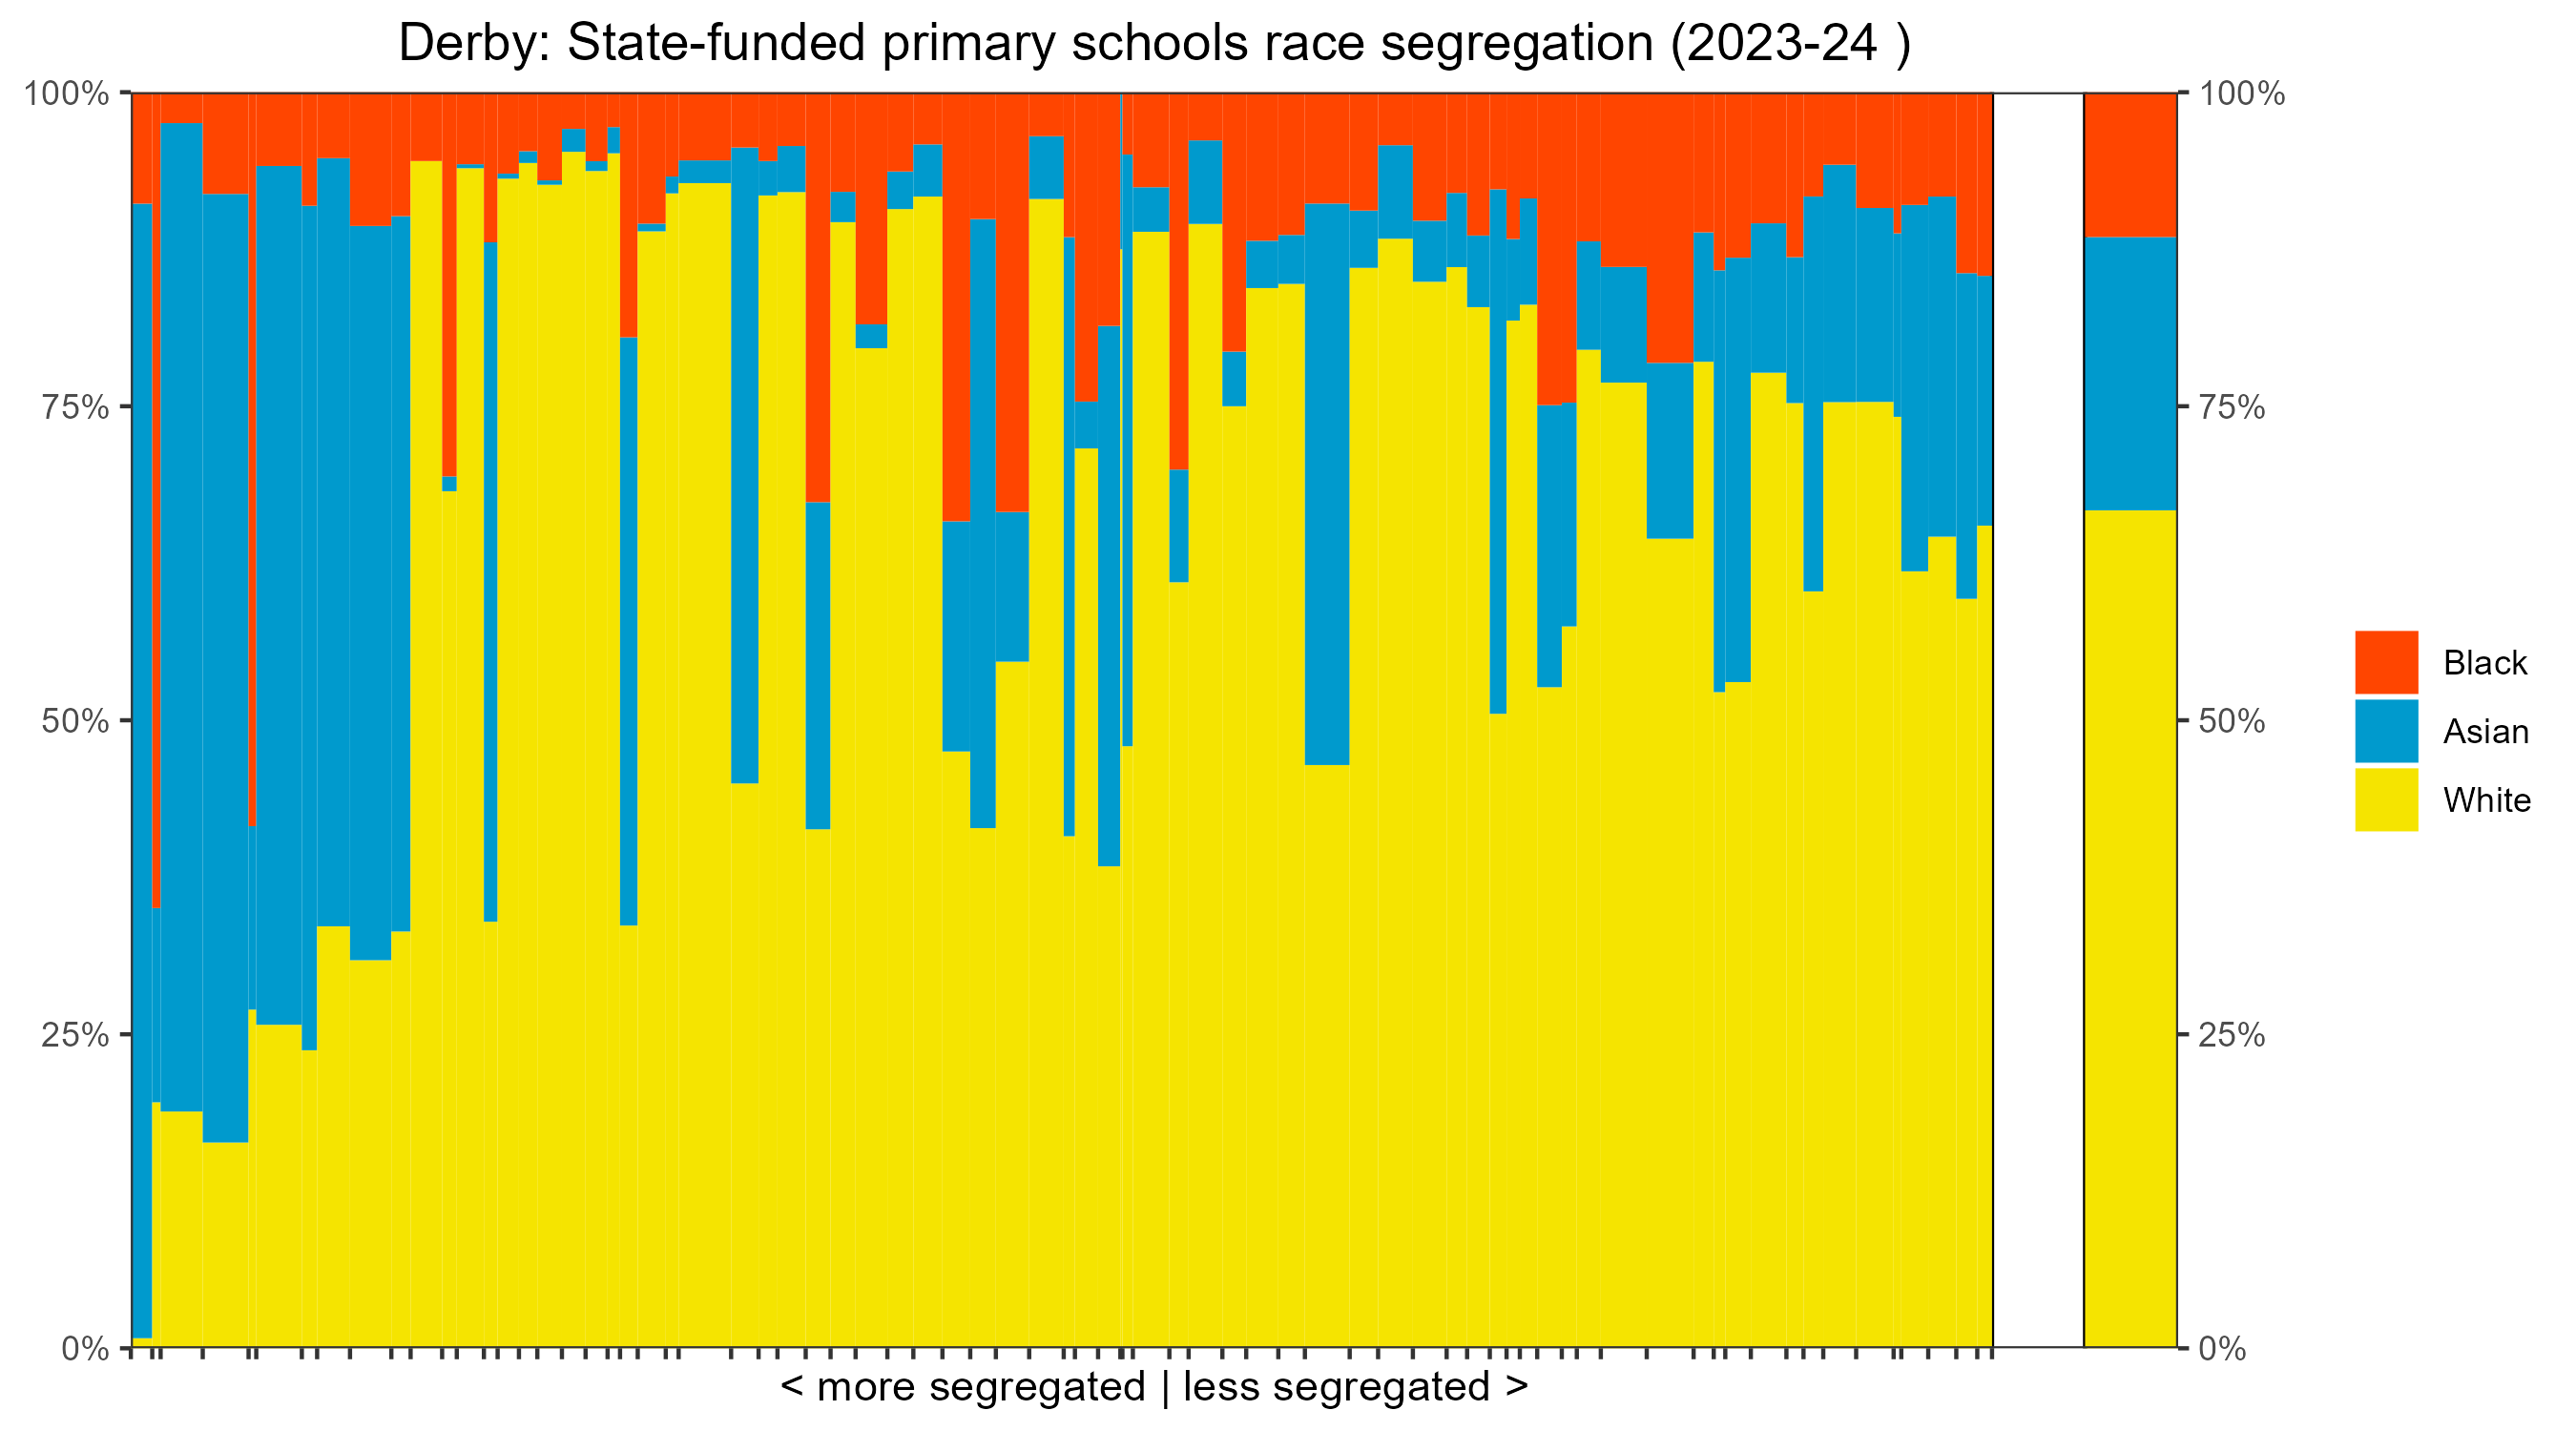 Derby: State-funded primary schools race segregation (2023-24 )
100%
75%
50%
25%
0%
100%
75%
50%
25%
0%
Black
Asian
White
< more segregated | less segregated >